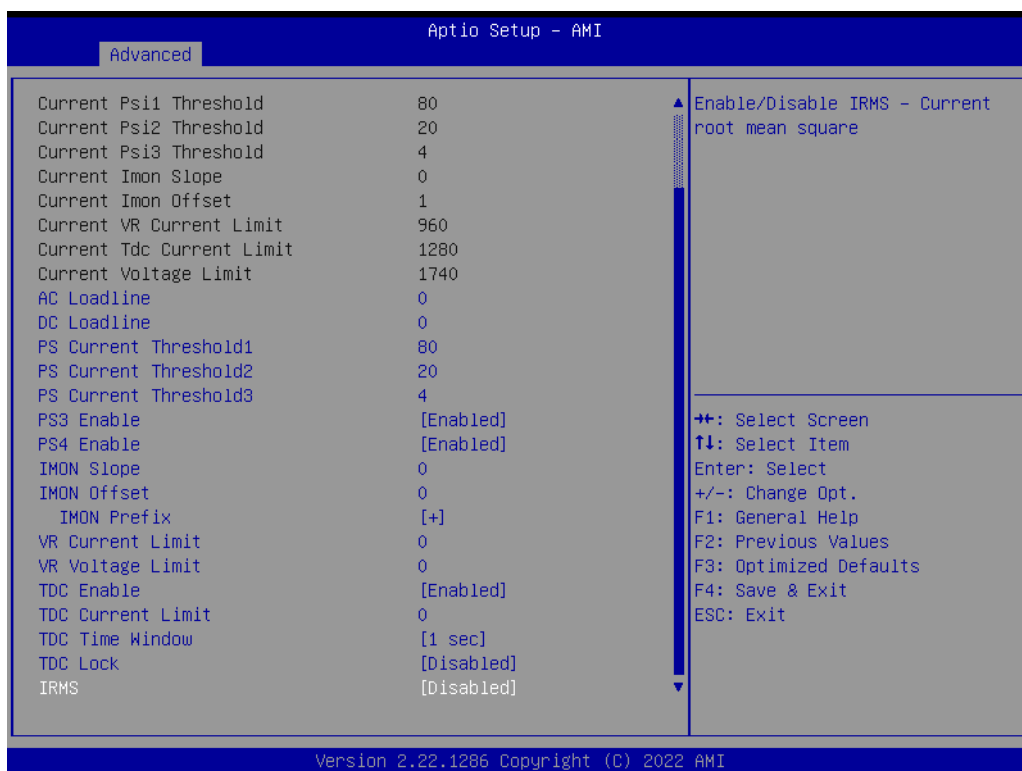 Aptio Setup - AMI
Advanced
Current Psi1 Threshold 80
Current Psi2 Threshold 20
Current Psi3 Threshold 4
Current Imon Slope 0
Current Imon Offset 1
Current VR Current Limit 960
Current Tdc Current Limit 1280
Current Voltage Limit 1740
AC Loadline 0
DC Loadline 0
PS Current Threshold1 80
PS Current Threshold2 20
PS Current Threshold3 4
PS3 Enable [Enabled]
PS4 Enable [Enabled]
IMON Slope 0
IMON Offset 0
IMON Prefix [+]
VR Current Limit 0
VR Voltage Limit 0
TDC Enable [Enabled]
TDC Current Limit 0
TDC Time Window [1 sec]
TDC Lock [Disabled]
IRMS [Disabled]
Enable/Disable IRMS - Current
root mean square
→←: Select Screen
↑↓: Select Item
Enter: Select
+/-: Change Opt.
F1: General Help
F2: Previous Values
F3: Optimized Defaults
F4: Save & Exit
ESC: Exit
Version 2.22.1286 Copyright (C) 2022 AMI